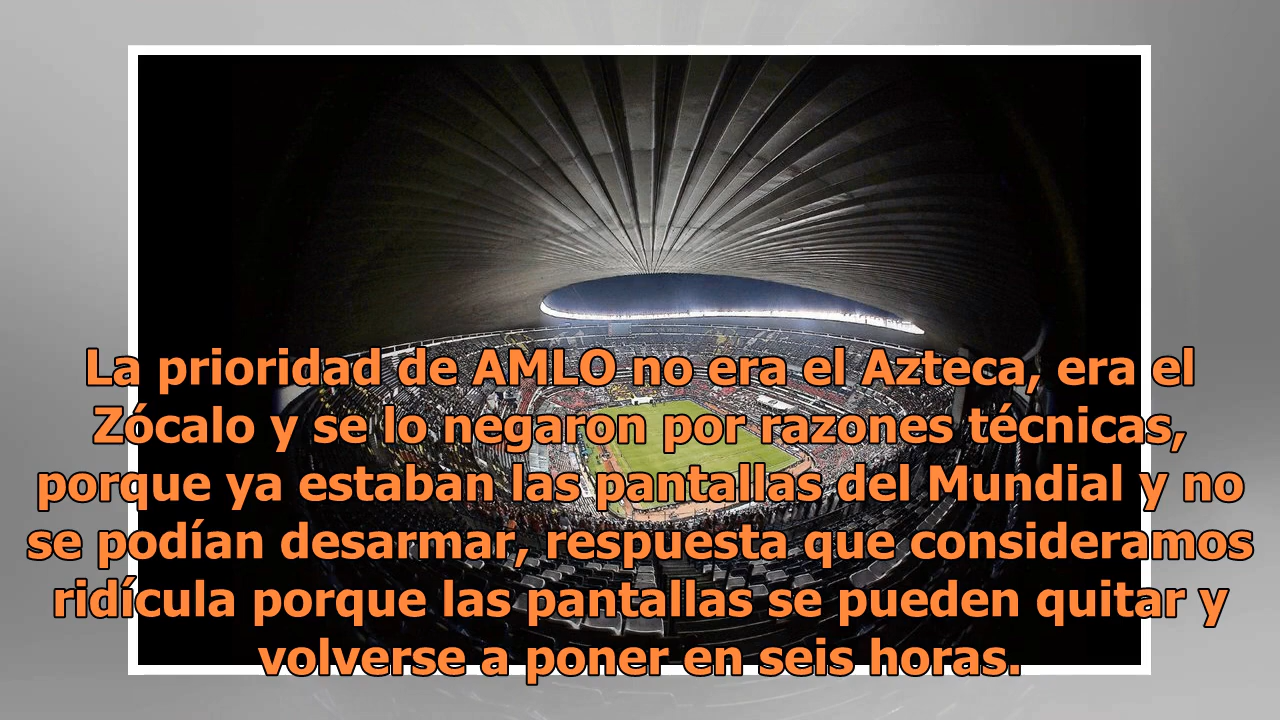 La prioridad de AMLO no era el Azteca, era el
Zócalo y se lo negaron por razones técnicas,
porque ya estaban las pantallas del Mundial y no
se podían desarmar, respuesta que consideramos
ridícula porque las pantallas se pueden quitar y
volverse a poner en seis horas.